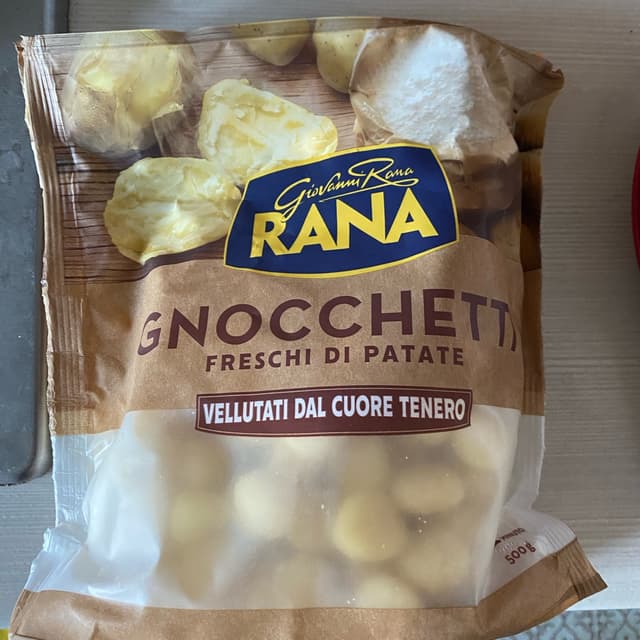 Giovanni Rana
RANA
GNOCCHETTI
FRESCHI DI PATATE
VELLUTATI DAL CUORE TENERO
500g